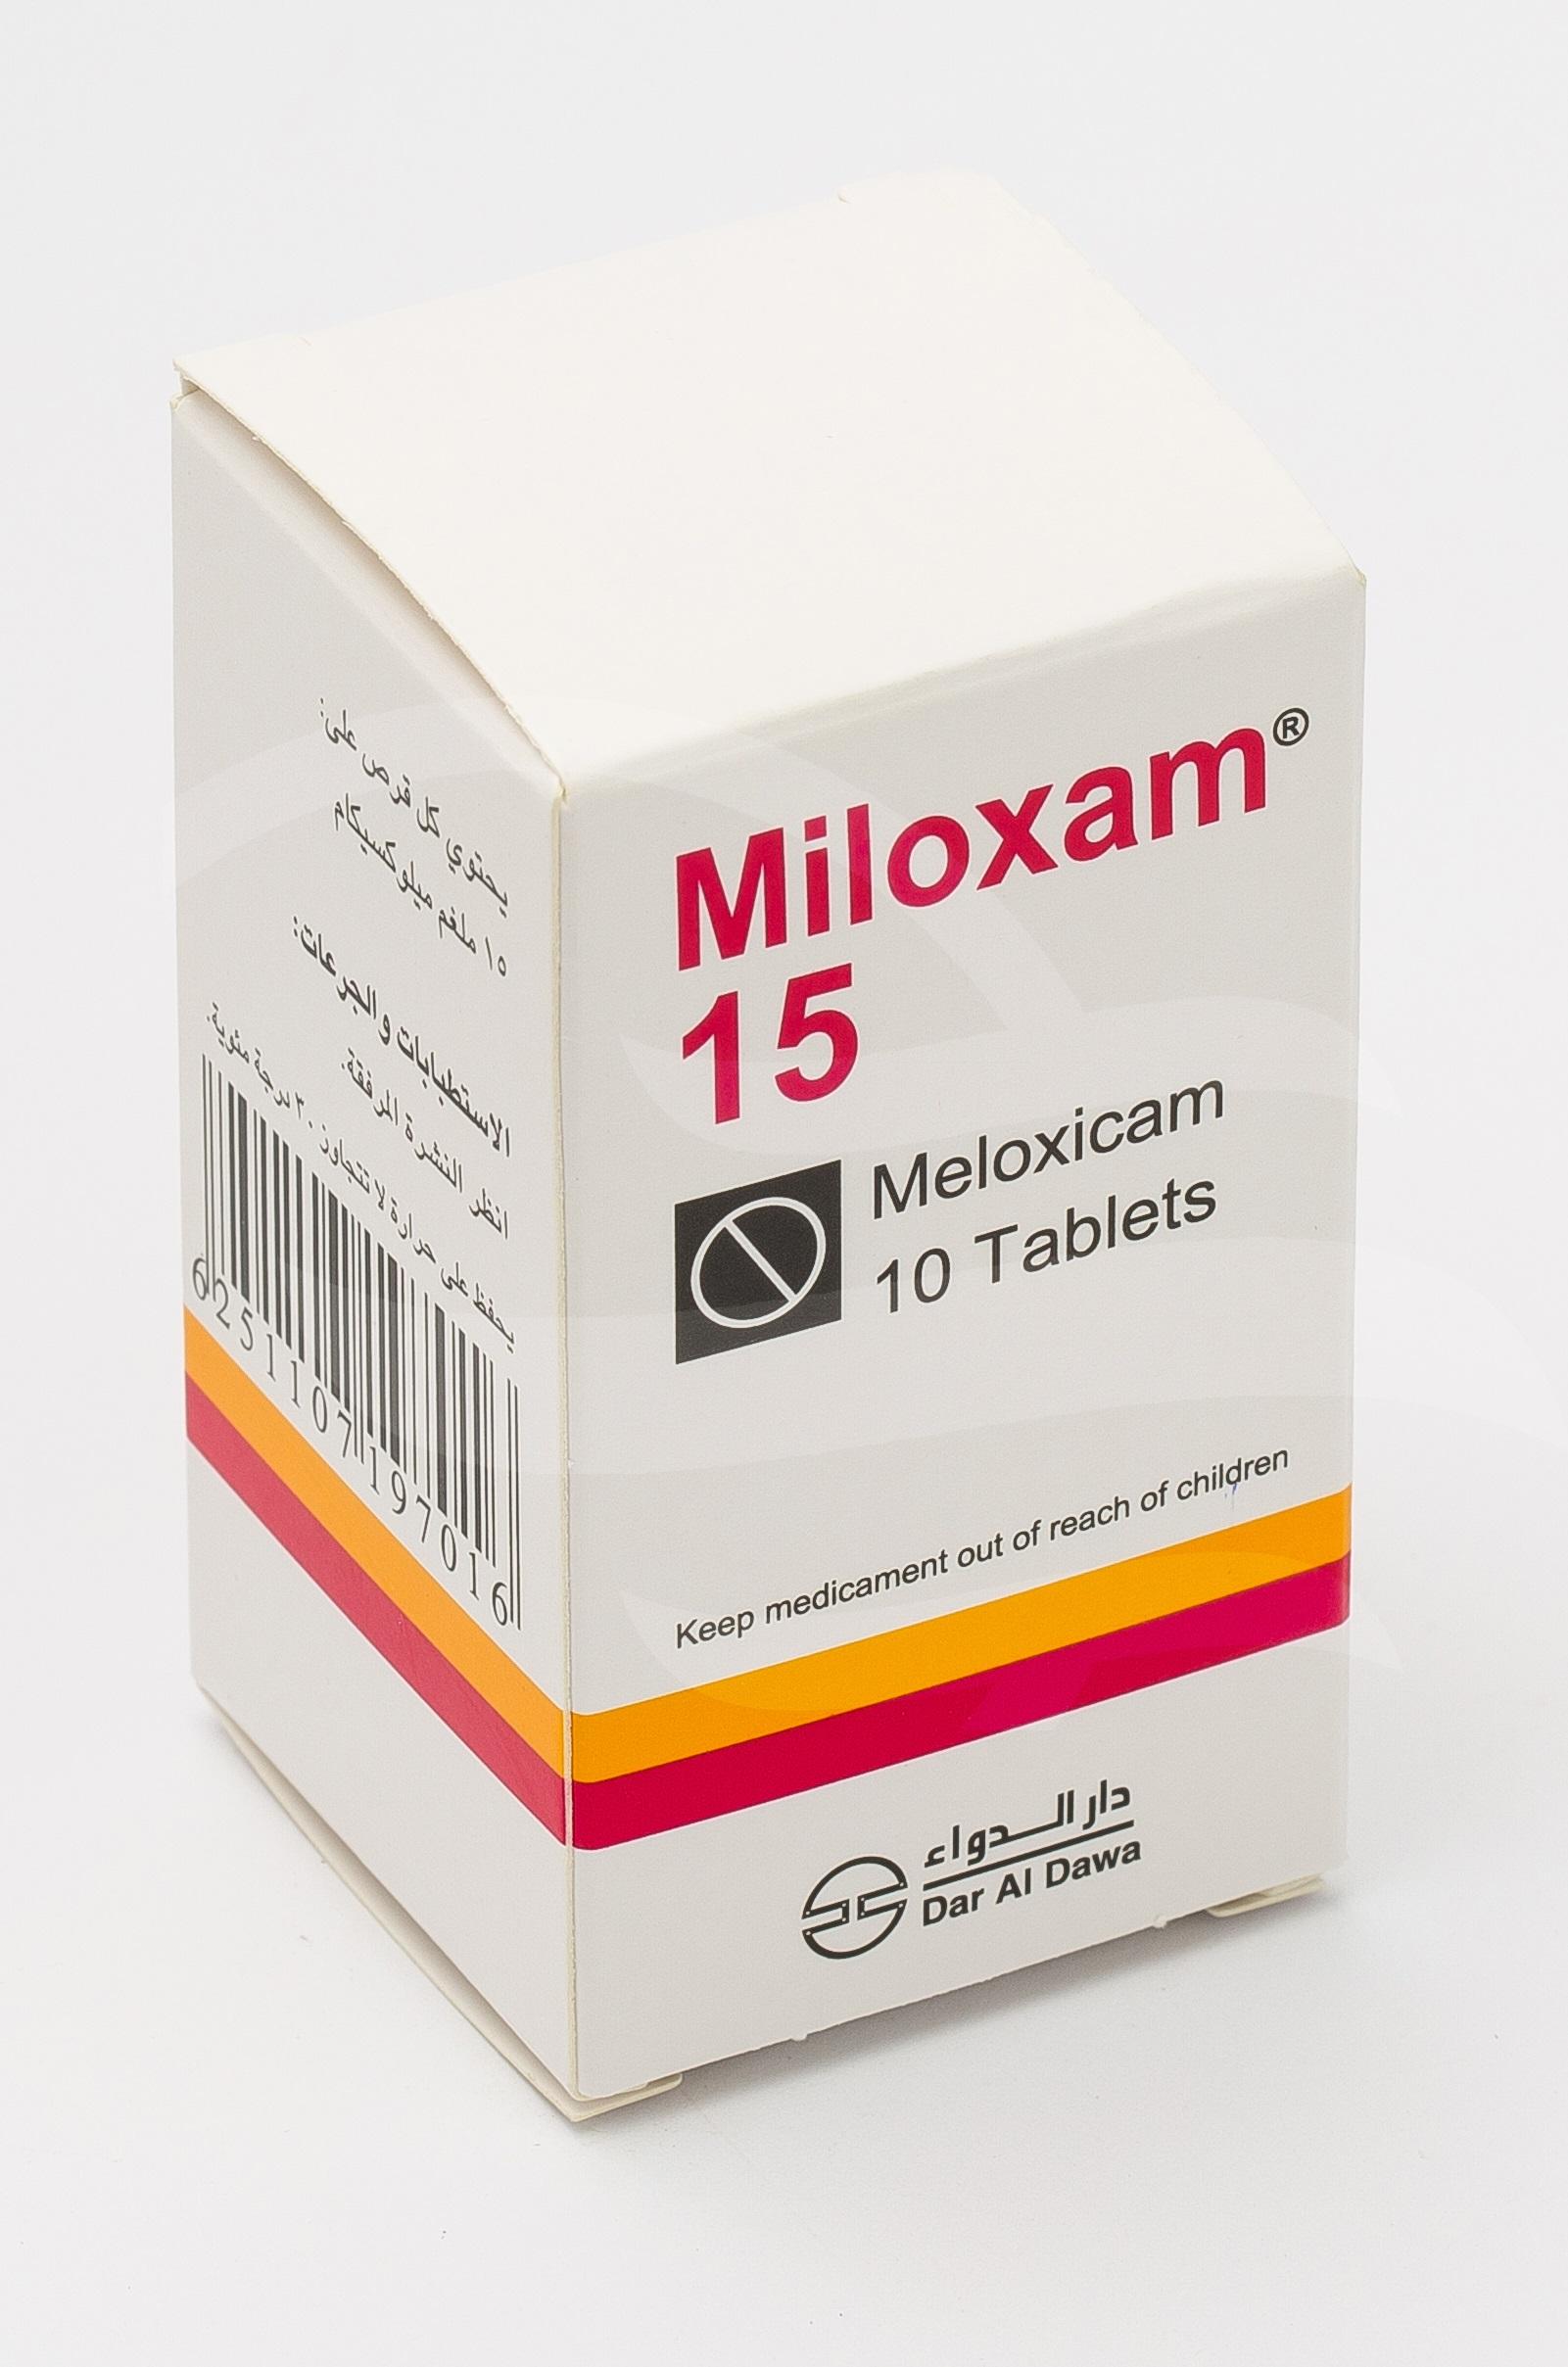 Miloxam®
15
Meloxicam
10 Tablets
Keep medicament out of reach of children
دار الدواء
Dar Al Dawa
يحتوي كل قرص على:
١٥ ملغم ميلوكسيكام
الاستطبابات والجرعات:
انظر النشرة المرفقة.
يحفظ على حرارة لا تتجاوز ٣٠ درجة مئوية.
6251107197016